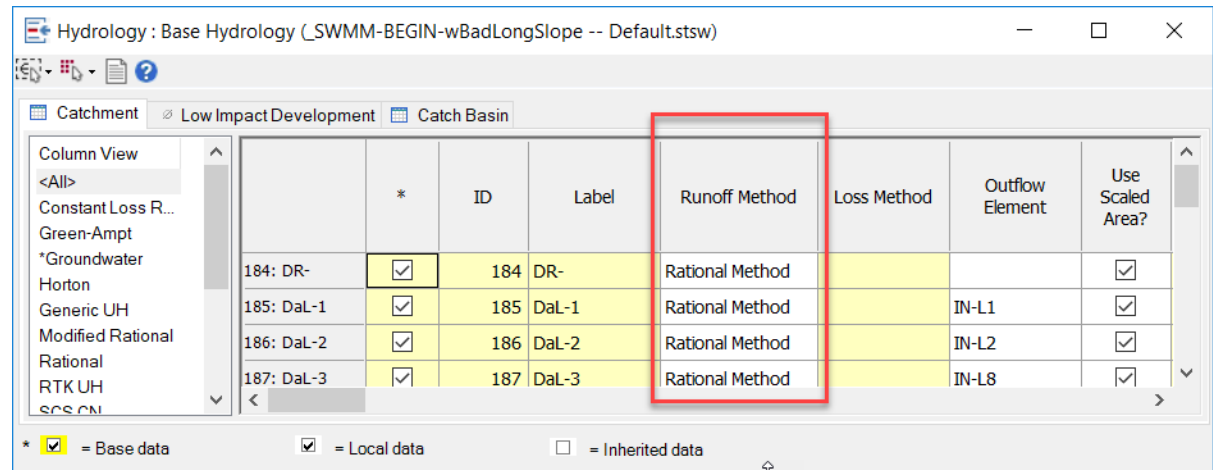 Hydrology : Base Hydrology (_SWMM-BEGIN-wBadLongSlope -- Default.stsw)
Catchment Low Impact Development Catch Basin
Column View
<All>
Constant Loss R...
Green-Ampt
*Groundwater
Horton
Generic UH
Modified Rational
Rational
RTK UH
SCS CN
* ID Label Runoff Method Loss Method Outflow Element Use Scaled Area?
184: DR- 184 DR- Rational Method
185: DaL-1 185 DaL-1 Rational Method IN-L1
186: DaL-2 186 DaL-2 Rational Method IN-L2
187: DaL-3 187 DaL-3 Rational Method IN-L8
* = Base data = Local data = Inherited data